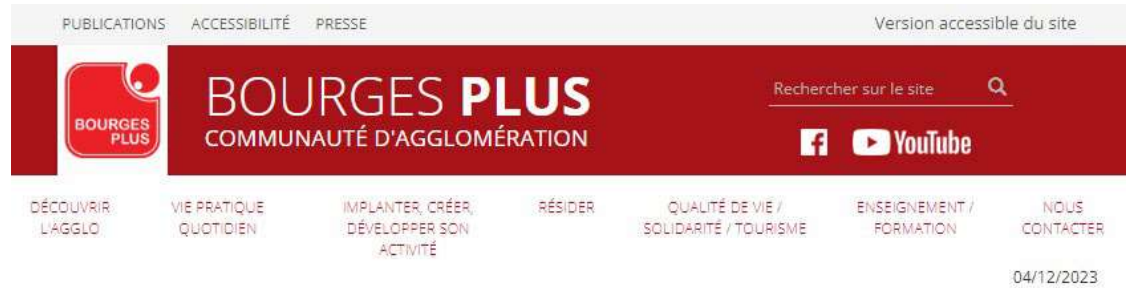 PUBLICATIONS ACCESSIBILITÉ PRESSE Version accessible du site
BOURGES PLUS
BOURGES PLUS
COMMUNAUTÉ D'AGGLOMÉRATION
Rechercher sur le site
YouTube
DÉCOUVRIR L'AGGLO
VIE PRATIQUE QUOTIDIEN
IMPLANTER, CRÉER, DÉVELOPPER SON ACTIVITÉ
RÉSIDER
QUALITÉ DE VIE / SOLIDARITÉ / TOURISME
ENSEIGNEMENT / FORMATION
NOUS CONTACTER
04/12/2023